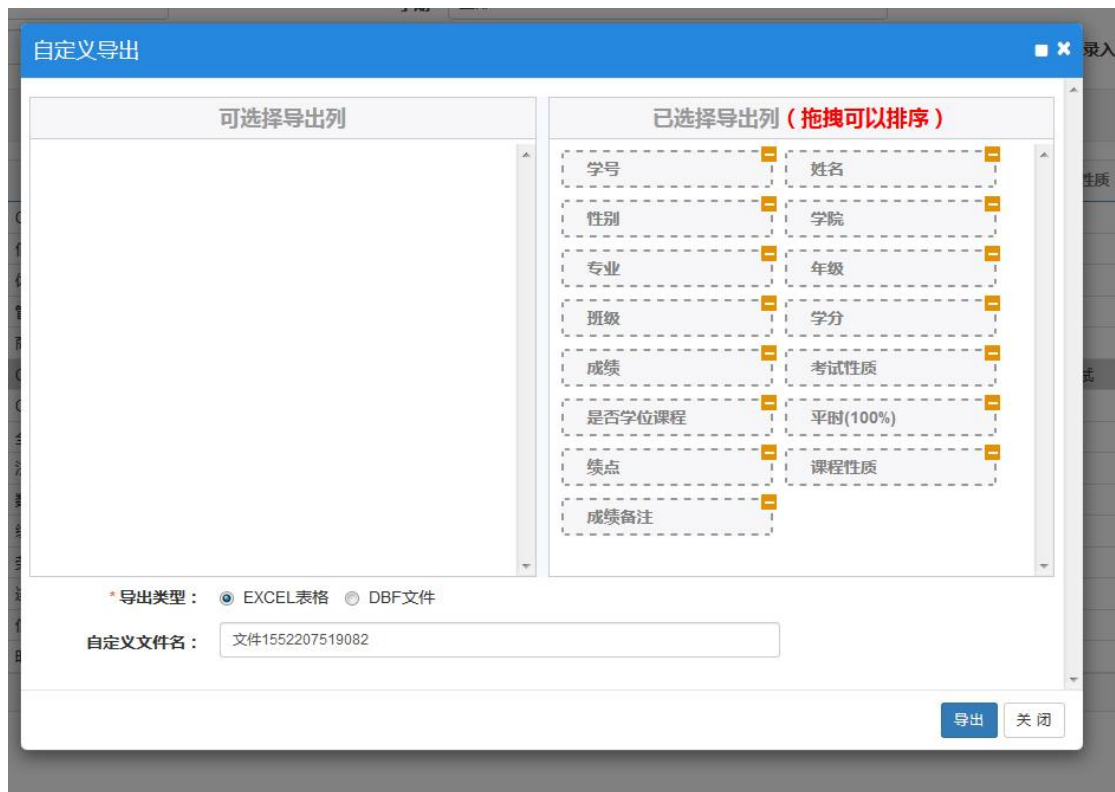 自定义导出
录入
可选择导出列
已选择导出列(拖拽可以排序)
性质
学号
姓名
性别
学院
专业
年级
班级
学分
成绩
考试性质
是否学位课程
平时(100%)
绩点
课程性质
成绩备注
*导出类型：
EXCEL表格
DBF文件
自定义文件名：
文件1552207519082
导出
关闭